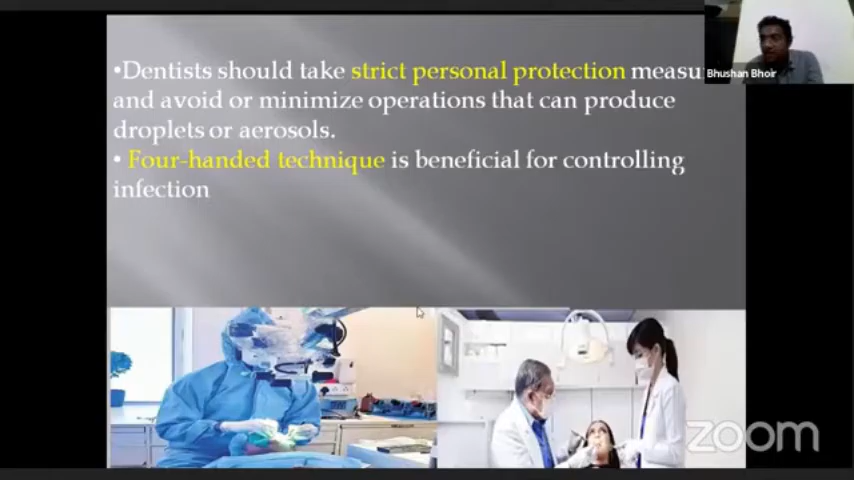 •Dentists should take strict personal protection
and avoid or minimize operations that can produce
droplets or aerosols.
• Four-handed technique is beneficial for controlling
infection
Bhushan Bhoir
zoom